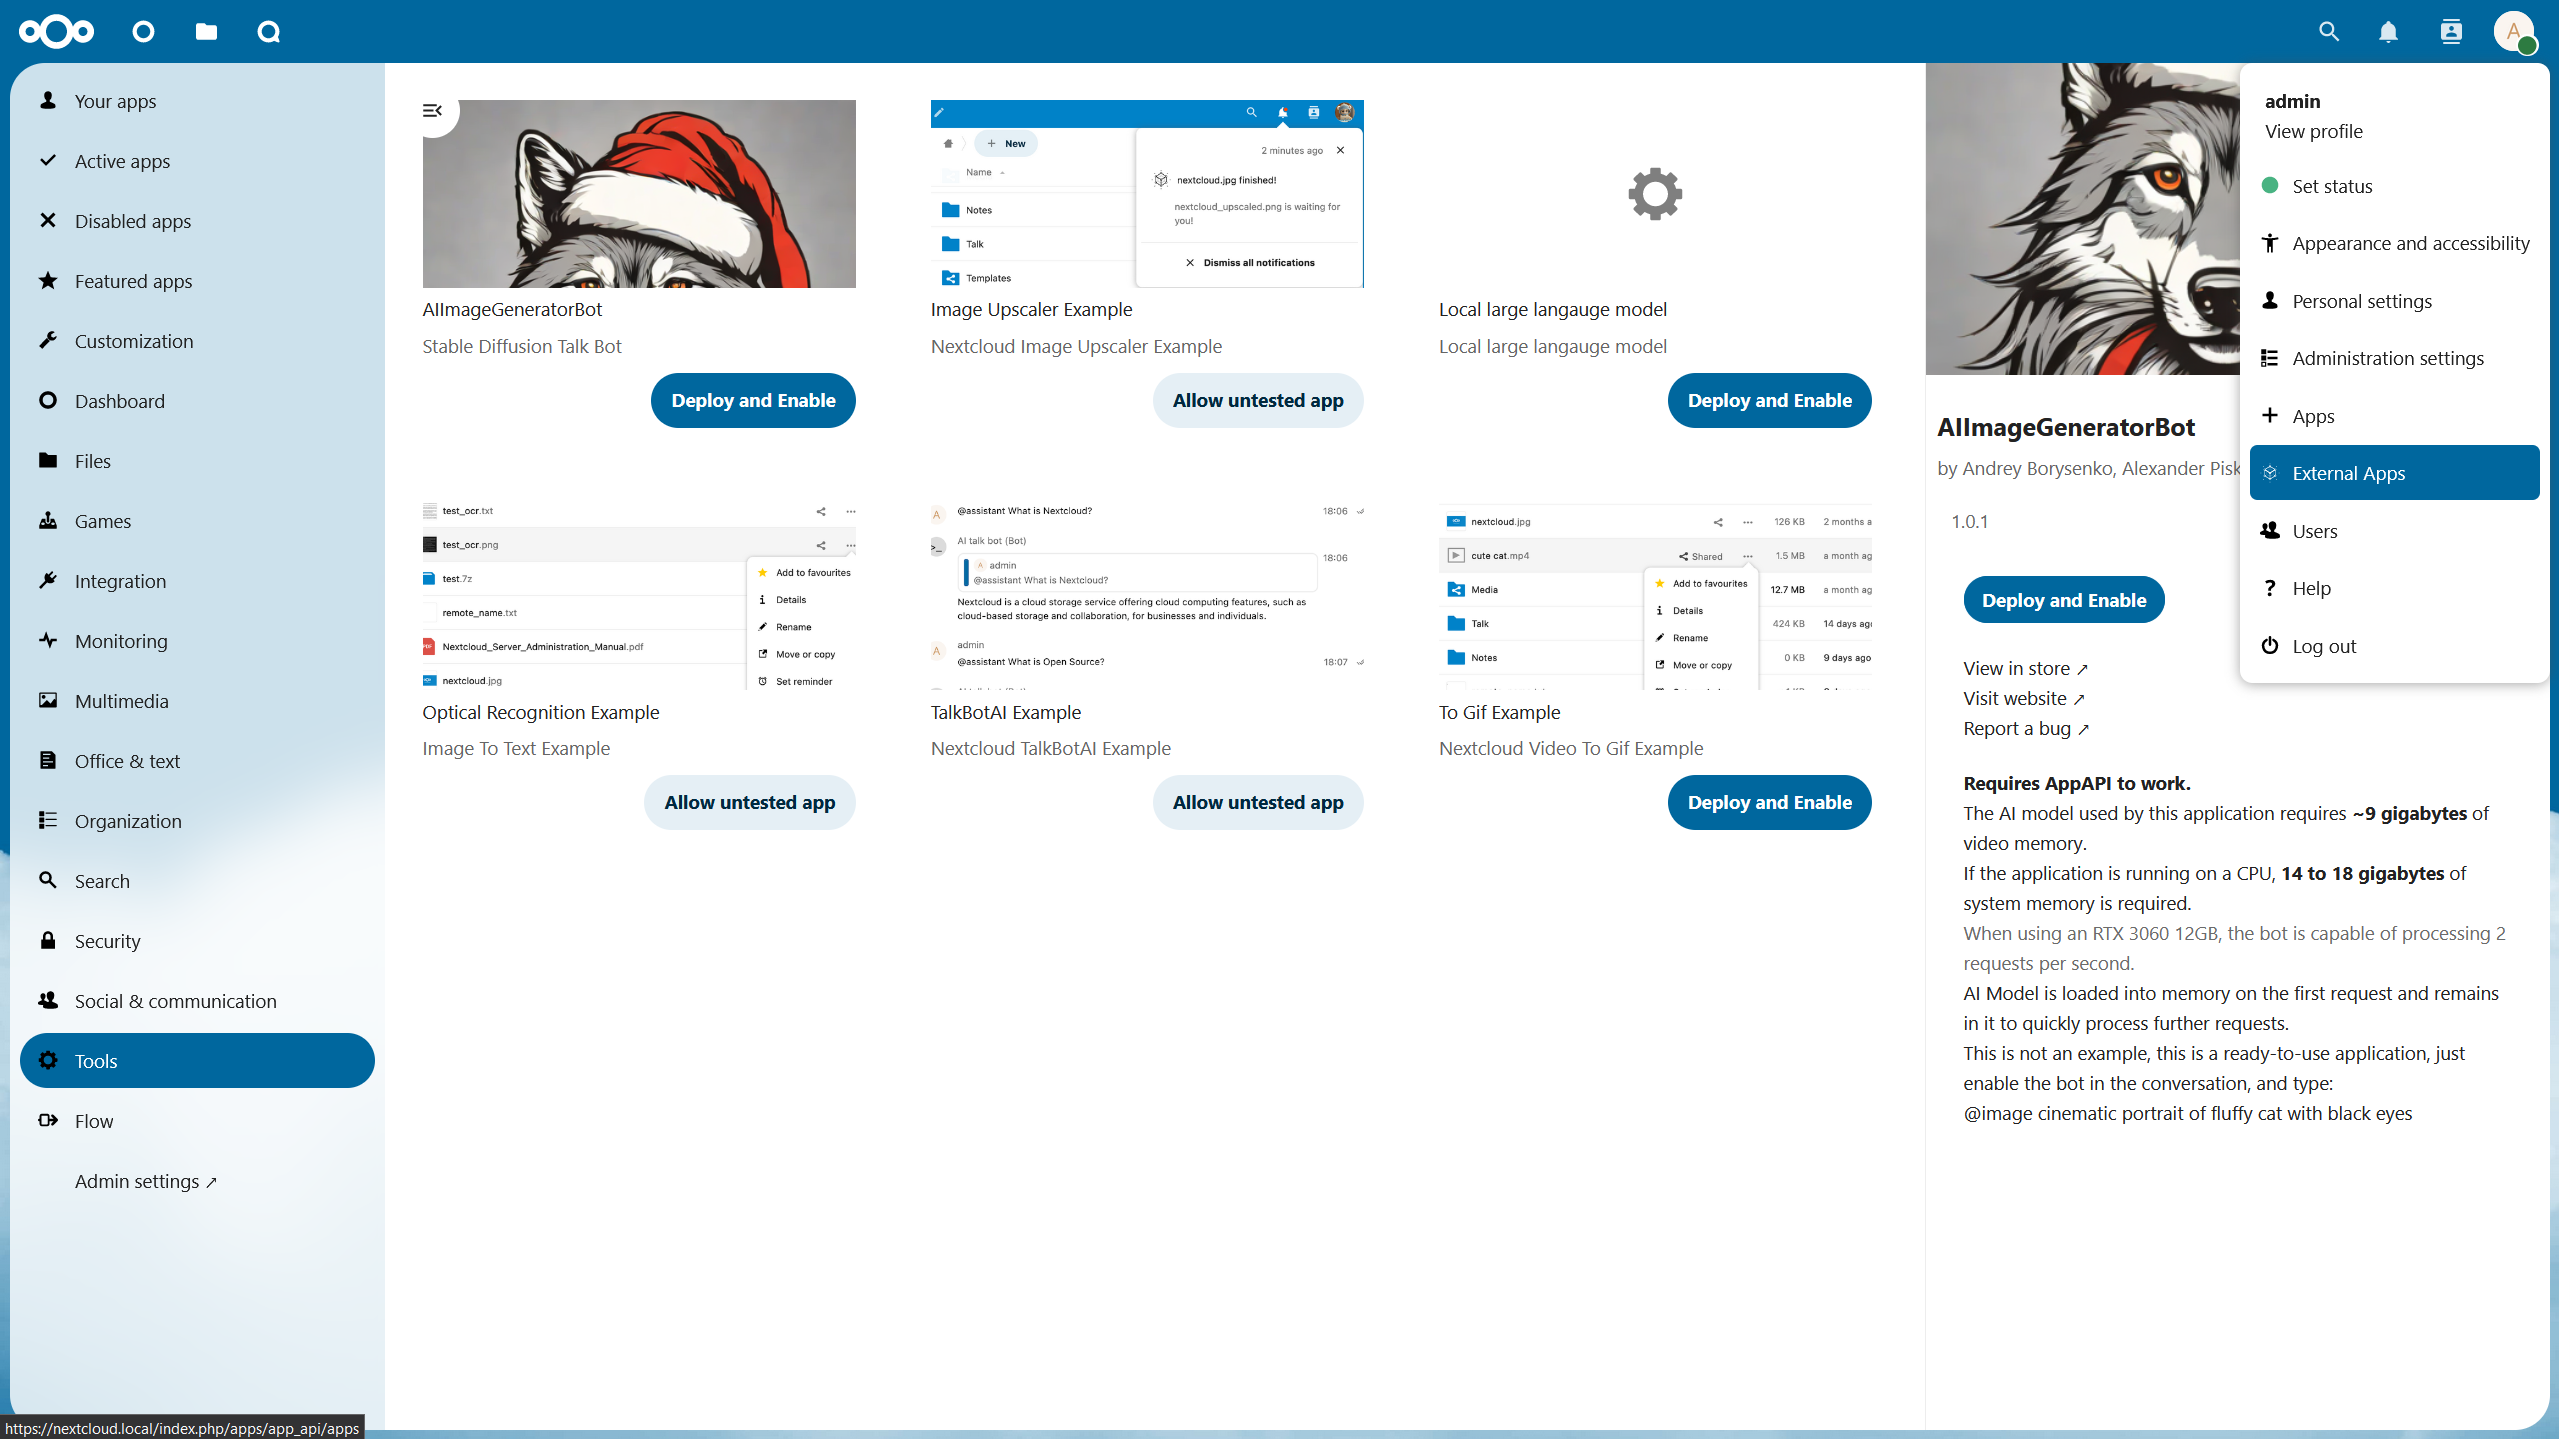 A
Your apps
Active apps
Disabled apps
Featured apps
Customization
Dashboard
Files
Games
Integration
Monitoring
Multimedia
Office & text
Organization
Search
Security
Social & communication
Tools
Flow
Admin settings ↗
AIImageGeneratorBot
Stable Diffusion Talk Bot
Deploy and Enable
+ New
Name
Notes
Talk
Templates
2 minutes ago
nextcloud.jpg finished!
nextcloud_upscaled.png is waiting for
you!
Dismiss all notifications
Image Upscaler Example
Nextcloud Image Upscaler Example
Allow untested app
Local large langauge model
Local large langauge model
Deploy and Enable
test_ocr.txt
test_ocr.png
test.7z
remote_name.txt
PDF Nextcloud_Server_Administration_Manual.pdf
nextcloud.jpg
Add to favourites
Details
Rename
Move or copy
Set reminder
Optical Recognition Example
Image To Text Example
Allow untested app
A @assistant What is Nextcloud? 18:06
AI talk bot (Bot)
A admin 18:06
@assistant What is Nextcloud?
Nextcloud is a cloud storage service offering cloud computing features, such as
cloud-based storage and collaboration, for businesses and individuals.
admin
A @assistant What is Open Source? 18:07
TalkBotAI Example
Nextcloud TalkBotAI Example
Allow untested app
nextcloud.jpg 126 KB 2 months a
cute cat.mp4 Shared 1.5 MB a month ag
Media 12.7 MB a month ag
Talk 424 KB 14 days ago
Notes 0 KB 9 days ago
Add to favourites
Details
Rename
Move or copy
To Gif Example
Nextcloud Video To Gif Example
Deploy and Enable
AIImageGeneratorBot
by Andrey Borysenko, Alexander Pisk
1.0.1
Deploy and Enable
View in store ↗
Visit website ↗
Report a bug ↗
Requires AppAPI to work.
The AI model used by this application requires ~9 gigabytes of
video memory.
If the application is running on a CPU, 14 to 18 gigabytes of
system memory is required.
When using an RTX 3060 12GB, the bot is capable of processing 2
requests per second.
AI Model is loaded into memory on the first request and remains
in it to quickly process further requests.
This is not an example, this is a ready-to-use application, just
enable the bot in the conversation, and type:
@image cinematic portrait of fluffy cat with black eyes
admin
View profile
Set status
Appearance and accessibility
Personal settings
Administration settings
Apps
External Apps
Users
Help
Log out
https://nextcloud.local/index.php/apps/app_api/apps